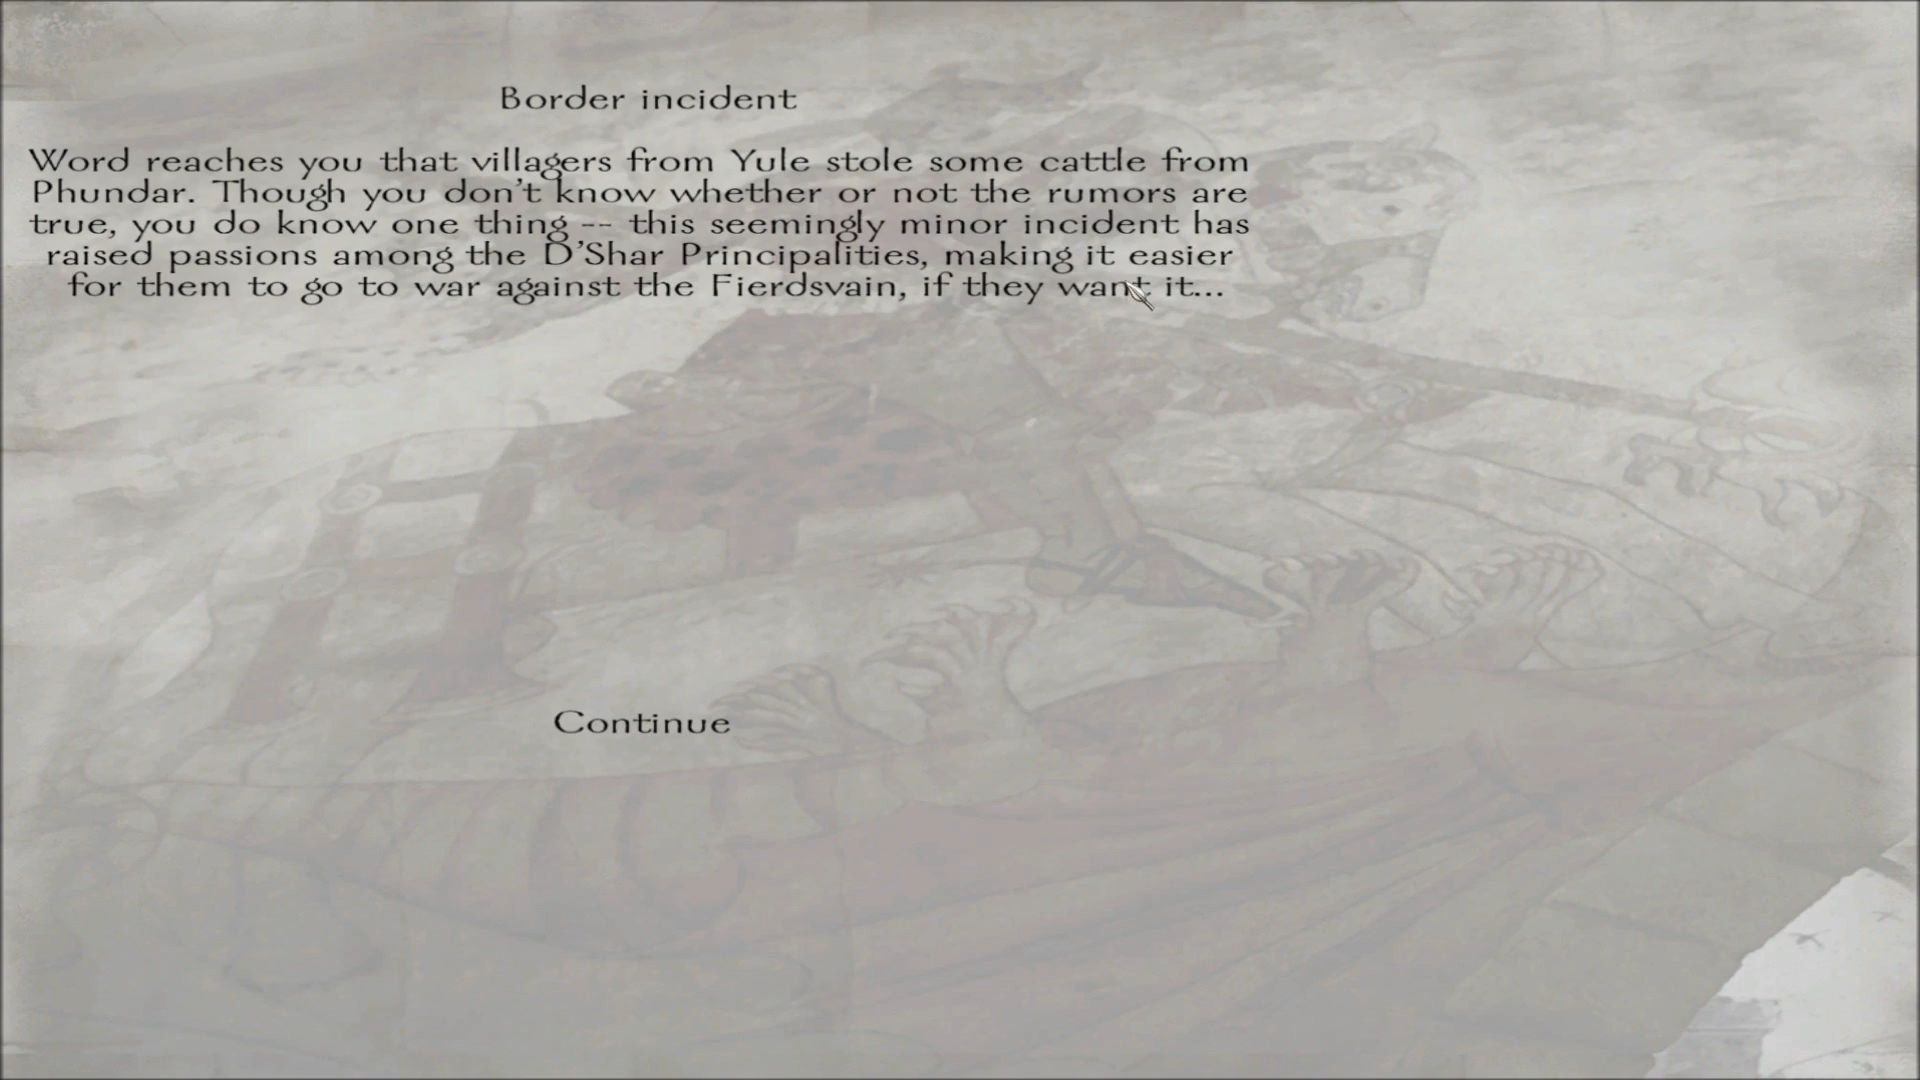 Border incident
Word reaches you that villagers from Yule stole some cattle from
Phundar. Though you don't know whether or not the rumors are
true, you do know one thing -- this seemingly minor incident has
raised passions among the D'Shar Principalities, making it easier
for them to go to war against the Fierdsvain, if they want it...
Continue